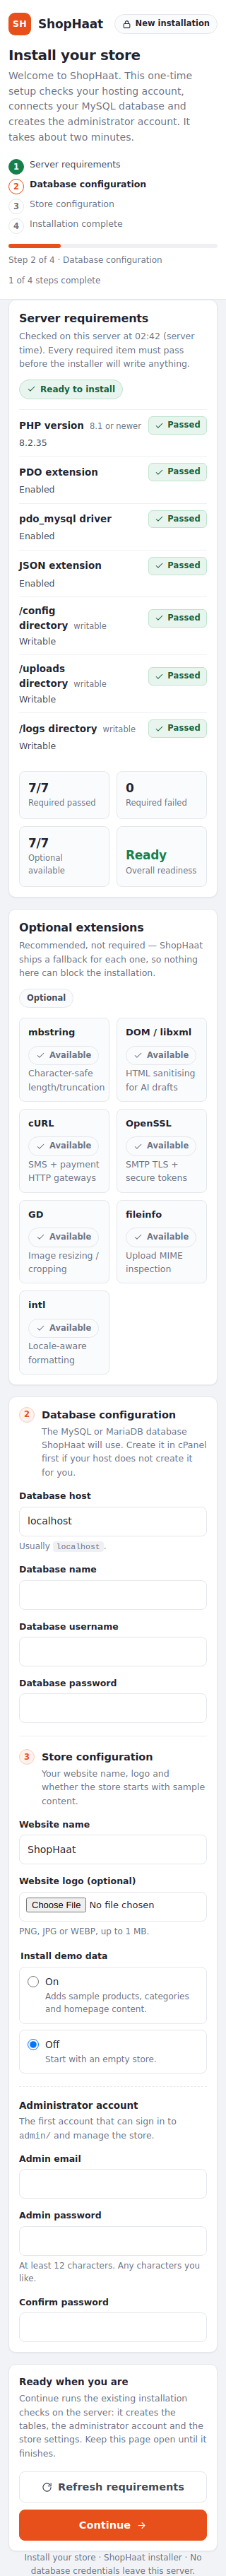 SH ShopHaat New installation
Install your store
Welcome to ShopHaat. This one-time
setup checks your hosting account,
connects your MySQL database and
creates the administrator account. It
takes about two minutes.
1 Server requirements
2 Database configuration
3 Store configuration
4 Installation complete
Step 2 of 4 · Database configuration
1 of 4 steps complete
Server requirements
Checked on this server at 02:42 (server
time). Every required item must pass
before the installer will write anything.
Ready to install
PHP version 8.1 or newer Passed
8.2.35
PDO extension Passed
Enabled
pdo_mysql driver Passed
Enabled
JSON extension Passed
Enabled
/config
directory writable Passed
Writable
/uploads
directory writable Passed
Writable
/logs directory writable Passed
Writable
7/7
Required passed
0
Required failed
7/7
Optional
available
Ready
Overall readiness
Optional extensions
Recommended, not required — ShopHaat
ships a fallback for each one, so nothing
here can block the installation.
Optional
mbstring
Available
Character-safe
length/truncation
DOM / libxml
Available
HTML sanitising
for AI drafts
cURL
Available
SMS + payment
HTTP gateways
OpenSSL
Available
SMTP TLS +
secure tokens
GD
Available
Image resizing /
cropping
fileinfo
Available
Upload MIME
inspection
intl
Available
Locale-aware
formatting
2 Database configuration
The MySQL or MariaDB database
ShopHaat will use. Create it in cPanel
first if your host does not create it
for you.
Database host
localhost
Usually localhost.
Database name
Database username
Database password
3 Store configuration
Your website name, logo and
whether the store starts with sample
content.
Website name
ShopHaat
Website logo (optional)
Choose File No file chosen
PNG, JPG or WEBP, up to 1 MB.
Install demo data
On
Adds sample products, categories
and homepage content.
Off
Start with an empty store.
Administrator account
The first account that can sign in to
admin/ and manage the store.
Admin email
Admin password
At least 12 characters. Any characters you
like.
Confirm password
Ready when you are
Continue runs the existing installation
checks on the server: it creates the
tables, the administrator account and the
store settings. Keep this page open until it
finishes.
Refresh requirements
Continue →
Install your store · ShopHaat installer · No
database credentials leave this server.